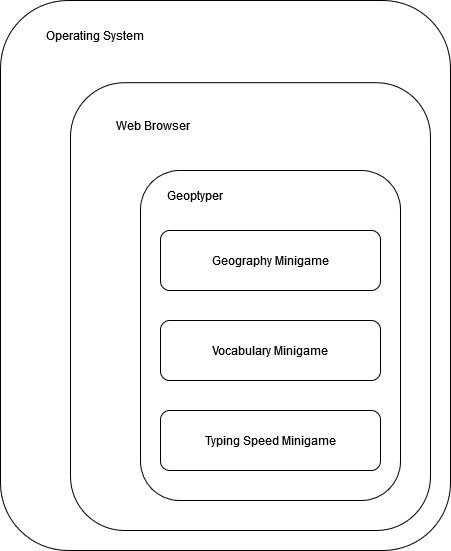 Operating System
Web Browser
Geoptyper
Geography Minigame
Vocabulary Minigame
Typing Speed Minigame